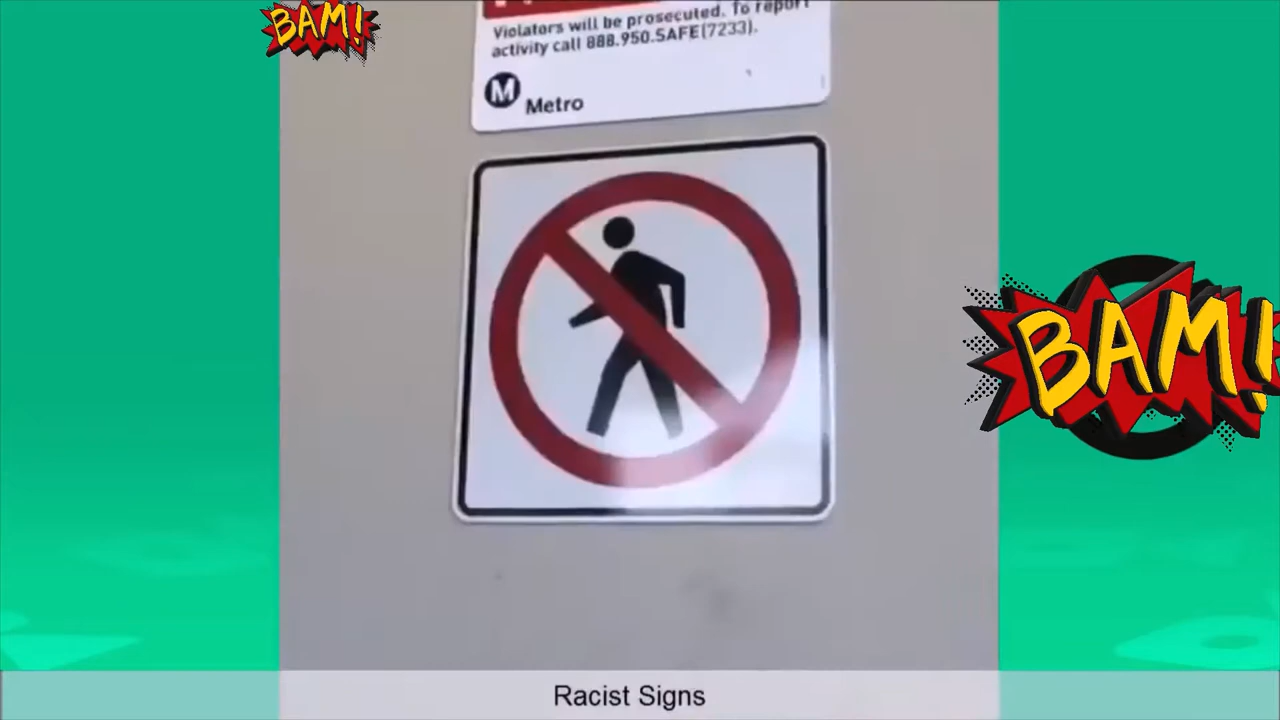 BAM!
Violators will be prosecuted. To report
activity call 888.950.SAFE(7233).
M Metro
BAM!
Racist Signs